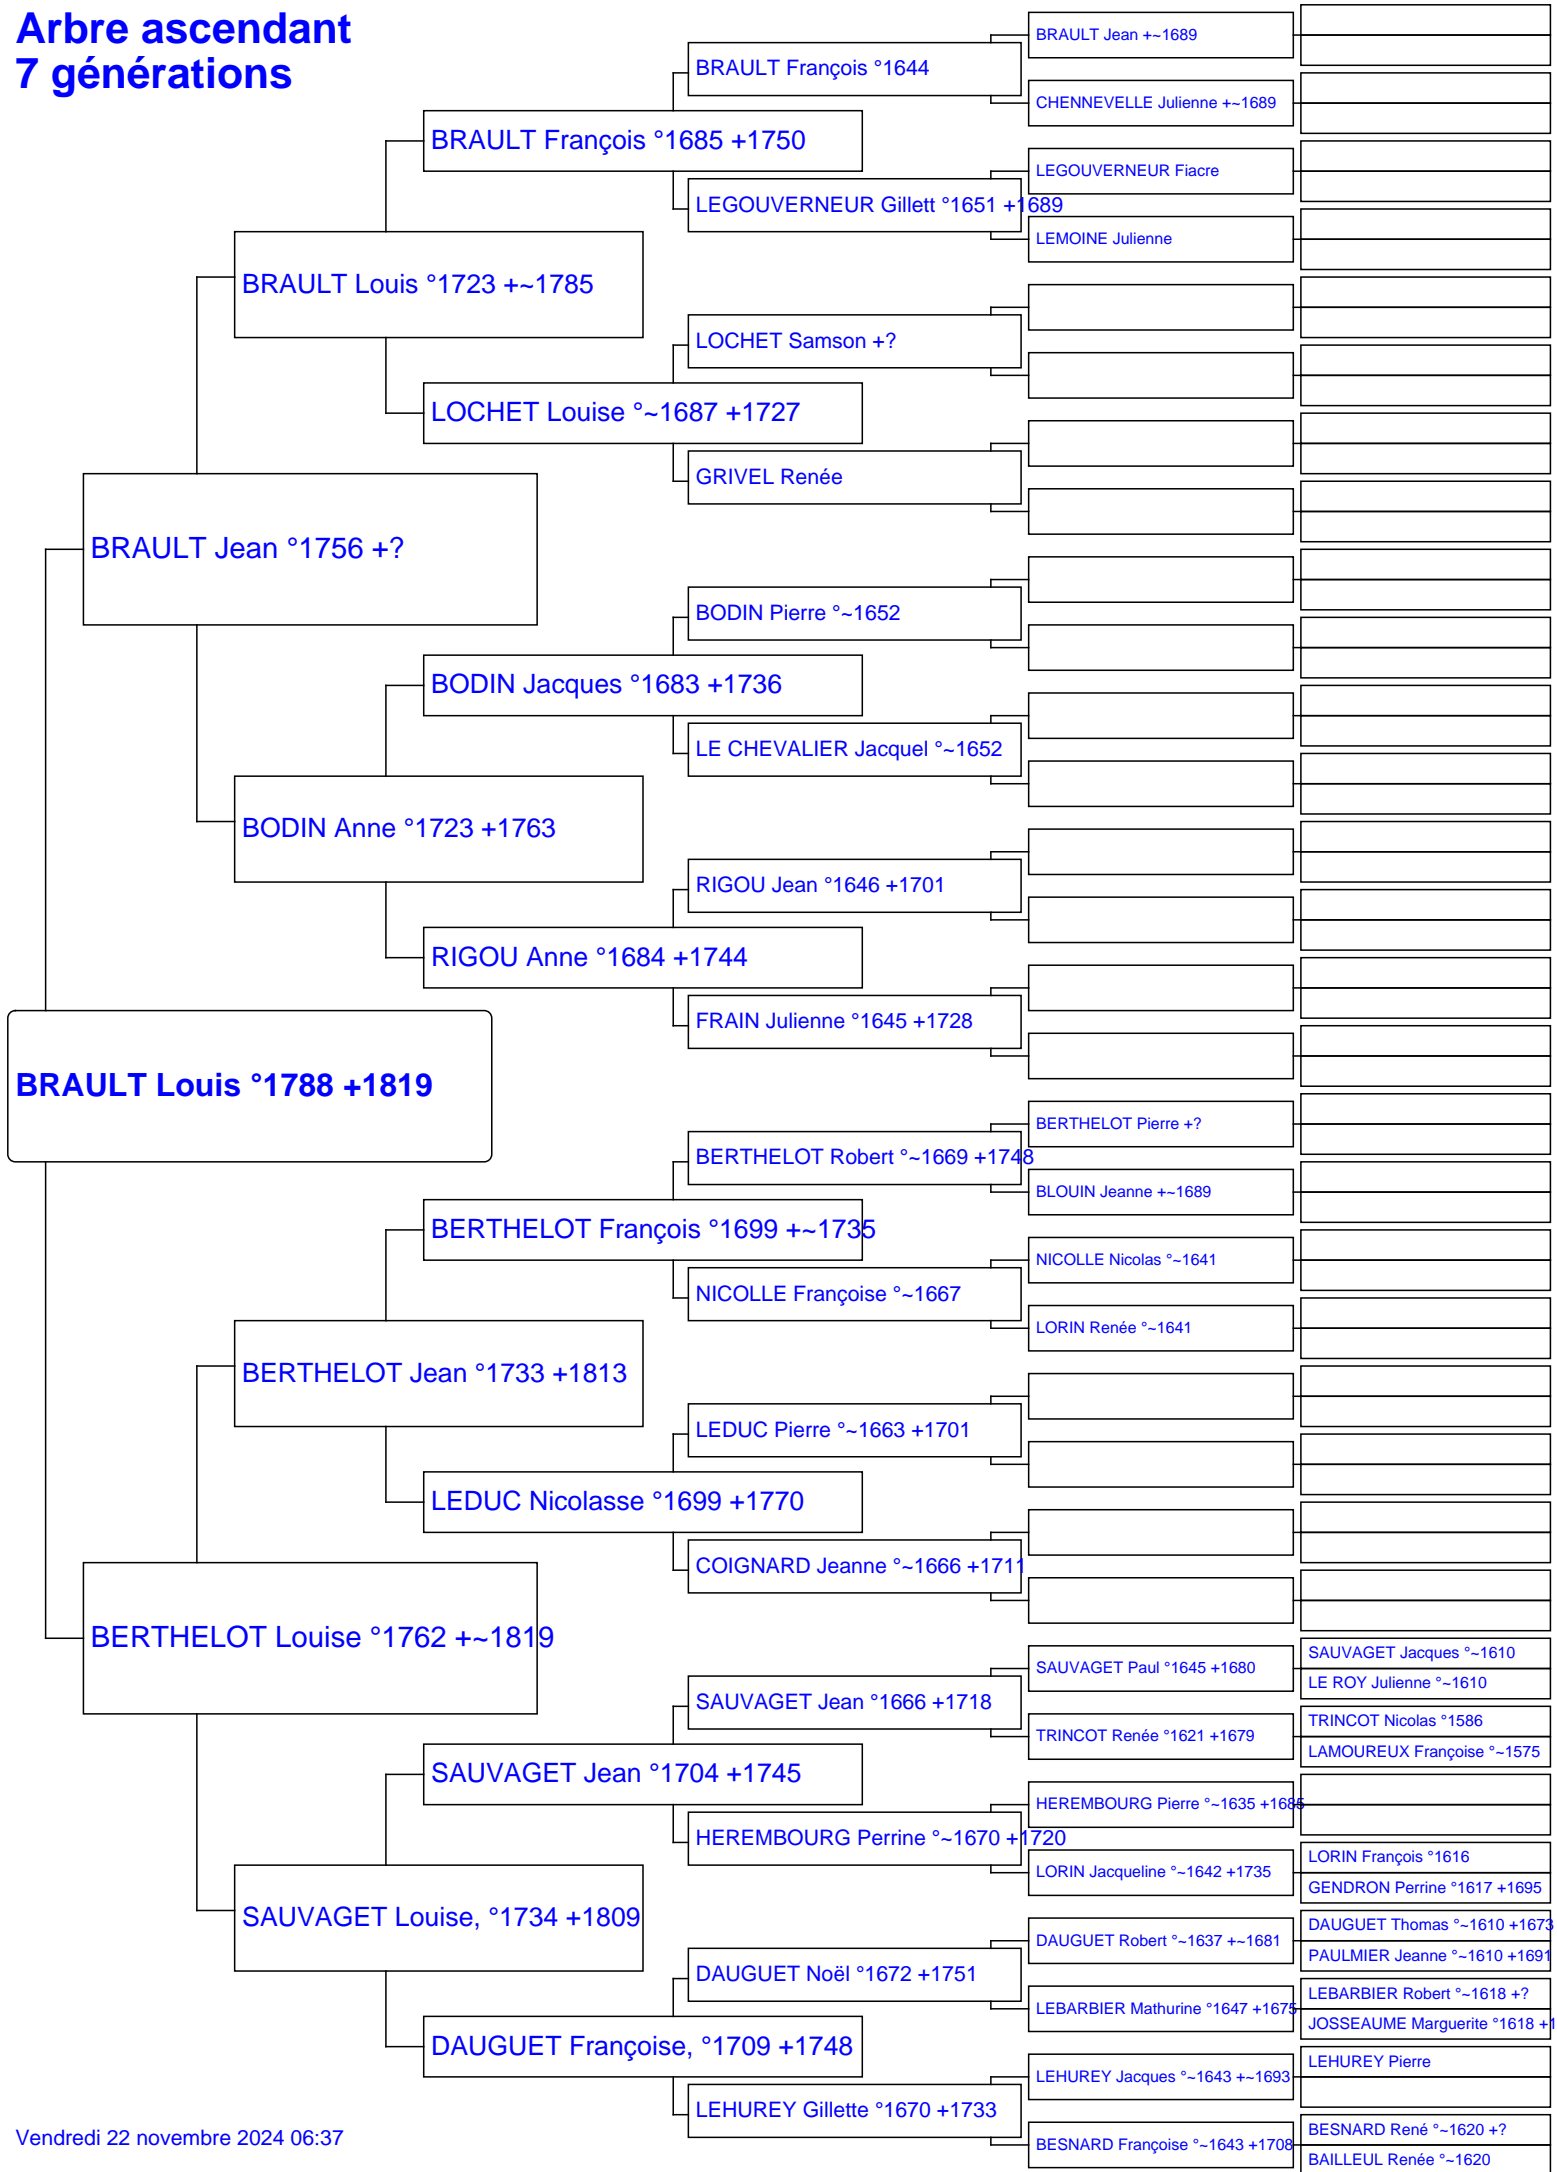 Arbre ascendant
7 générations
BRAULT Louis °1788 +1819
BRAULT Jean °1756 +?
BERTHELOT Louise °1762 +~1819
BRAULT Louis °1723 +~1785
BODIN Anne °1723 +1763
BERTHELOT Jean °1733 +1813
SAUVAGET Louise, °1734 +1809
BRAULT François °1685 +1750
LOCHET Louise °~1687 +1727
BODIN Jacques °1683 +1736
RIGOU Anne °1684 +1744
BERTHELOT François °1699 +~1735
LEDUC Nicolasse °1699 +1770
SAUVAGET Jean °1704 +1745
DAUGUET Françoise, °1709 +1748
BRAULT François °1644
LEGOUVERNEUR Gillett °1651 +1689
LOCHET Samson +?
GRIVEL Renée
BODIN Pierre °~1652
LE CHEVALIER Jacquel °~1652
RIGOU Jean °1646 +1701
FRAIN Julienne °1645 +1728
BERTHELOT Robert °~1669 +1748
NICOLLE Françoise °~1667
LEDUC Pierre °~1663 +1701
COIGNARD Jeanne °~1666 +1711
SAUVAGET Jean °1666 +1718
HEREMBOURG Perrine °~1670 +1720
DAUGUET Noël °1672 +1751
LEHUREY Gillette °1670 +1733
BRAULT Jean +~1689
CHENNEVELLE Julienne +~1689
LEGOUVERNEUR Fiacre
LEMOINE Julienne
BERTHELOT Pierre +?
BLOUIN Jeanne +~1689
NICOLLE Nicolas °~1641
LORIN Renée °~1641
SAUVAGET Paul °1645 +1680
TRINCOT Renée °1621 +1679
HEREMBOURG Pierre °~1635 +1685
LORIN Jacqueline °~1642 +1735
DAUGUET Robert °~1637 +~1681
LEBARBIER Mathurine °1647 +1675
LEHUREY Jacques °~1643 +~1693
BESNARD Françoise °~1643 +1708
SAUVAGET Jacques °~1610
LE ROY Julienne °~1610
TRINCOT Nicolas °1586
LAMOUREUX Françoise °~1575
LORIN François °1616
GENDRON Perrine °1617 +1695
DAUGUET Thomas °~1610 +1673
PAULMIER Jeanne °~1610 +1691
LEBARBIER Robert °~1618 +?
JOSSEAUME Marguerite °1618 +1
LEHUREY Pierre
BESNARD René °~1620 +?
BAILLEUL Renée °~1620
Vendredi 22 novembre 2024 06:37